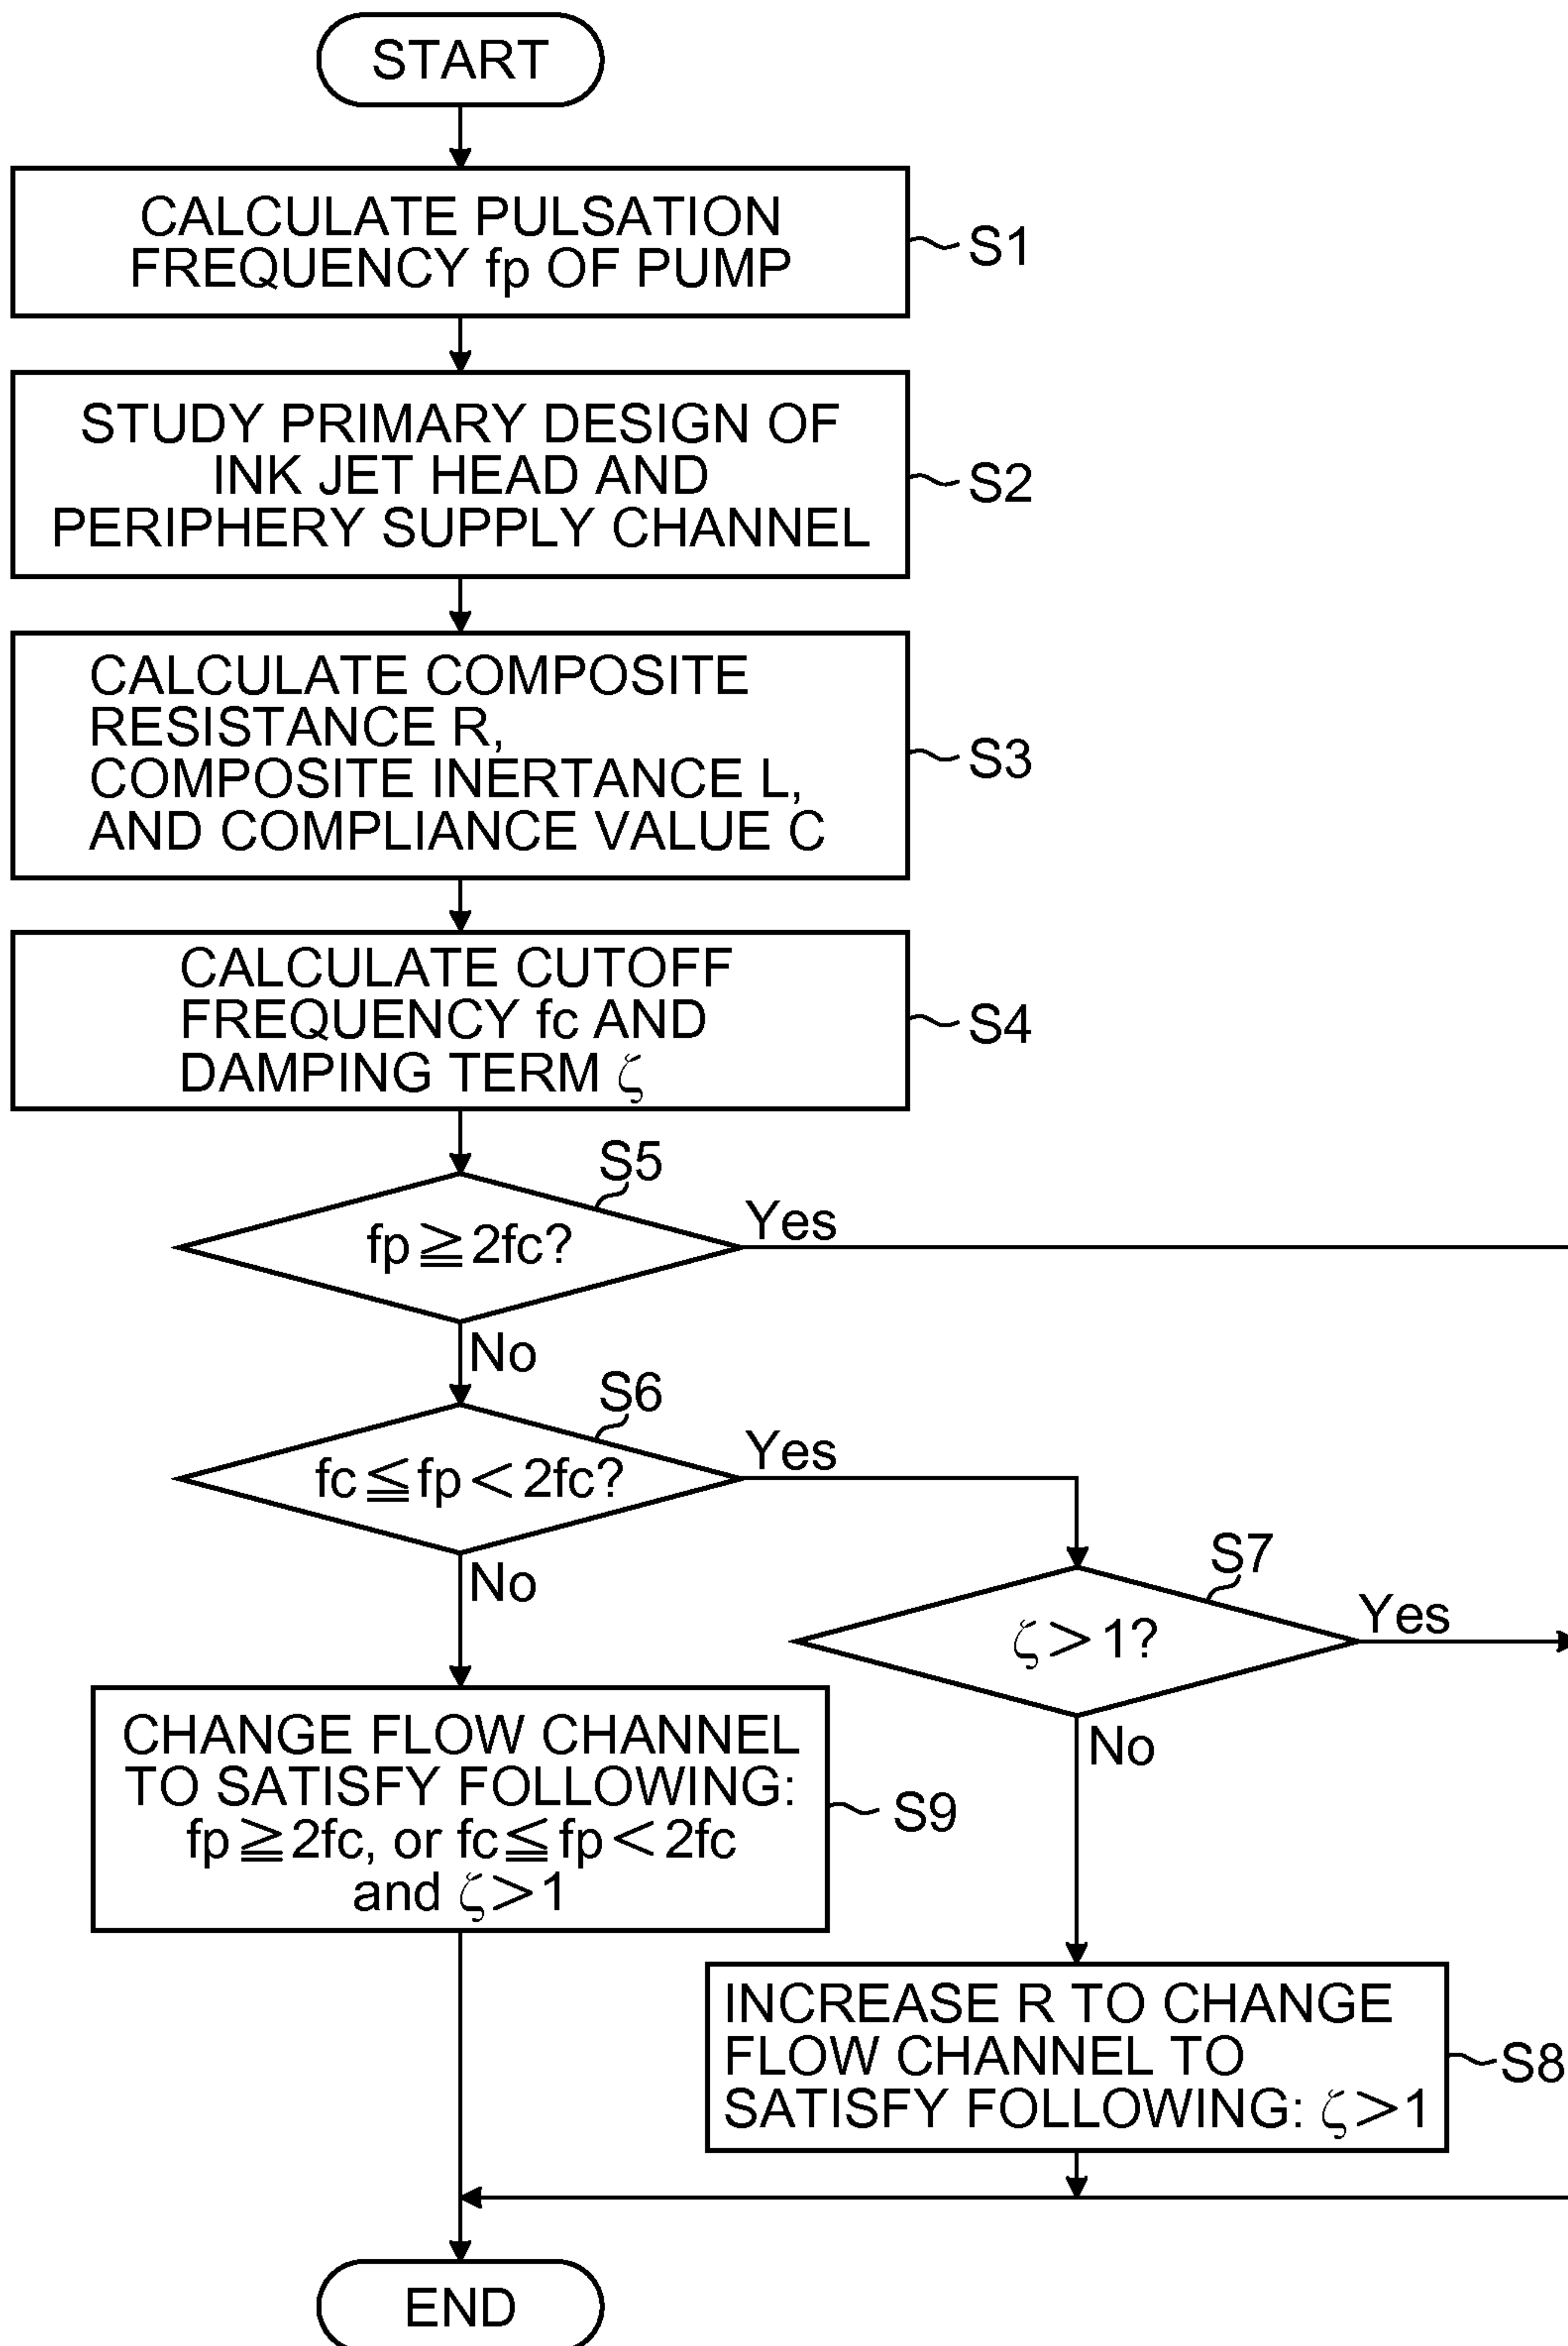 START
CALCULATE PULSATION
FREQUENCY fp OF PUMP
S1
STUDY PRIMARY DESIGN OF
INK JET HEAD AND
PERIPHERY SUPPLY CHANNEL
S2
CALCULATE COMPOSITE
RESISTANCE R,
COMPOSITE INERTANCE L,
AND COMPLIANCE VALUE C
S3
CALCULATE CUTOFF
FREQUENCY fc AND
DAMPING TERM ζ
S4
S5
fp≧2fc?
Yes
No
S6
fc≦fp<2fc?
Yes
No
S7
ζ>1?
Yes
No
CHANGE FLOW CHANNEL
TO SATISFY FOLLOWING:
fp≧2fc, or fc≦fp<2fc
and ζ>1
S9
INCREASE R TO CHANGE
FLOW CHANNEL TO
SATISFY FOLLOWING: ζ>1
S8
END